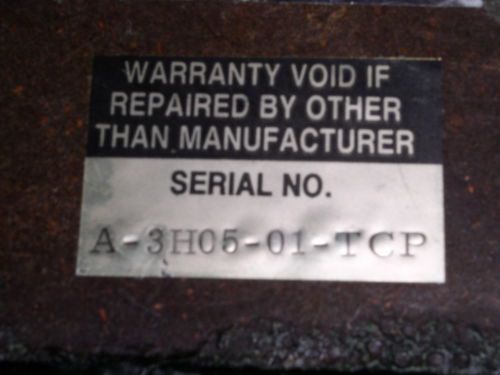 WARRANTY VOID IF
REPAIRED BY OTHER
THAN MANUFACTURER
SERIAL NO.
A-3H05-01-TCP